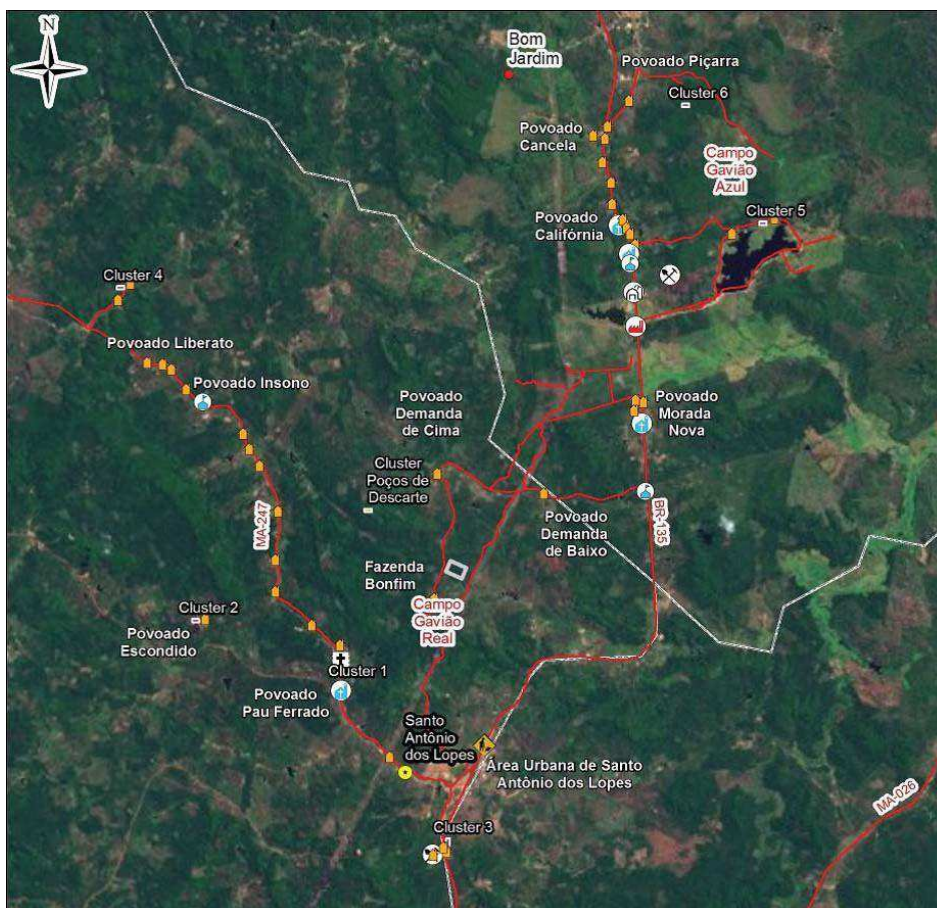 N
Bom
Jardim
Povoado Piçarra
Cluster 6
Povoado
Cancela
Campo
Gavião
Azul
Povoado
Califórnia
Cluster 5
Cluster 4
Povoado Liberato
Povoado Insono
Povoado
Demanda
de Cima
Povoado
Morada
Nova
Cluster
Poços de
Descarte
MA-247
BR-135
Povoado
Demanda
de Baixo
Fazenda
Bonfim
Campo
Gavião
Real
Cluster 2
Povoado
Escondido
Cluster 1
Povoado
Pau Ferrado
Santo
Antônio
dos Lopes
Área Urbana de Santo
Antônio dos Lopes
MA-026
Cluster 3